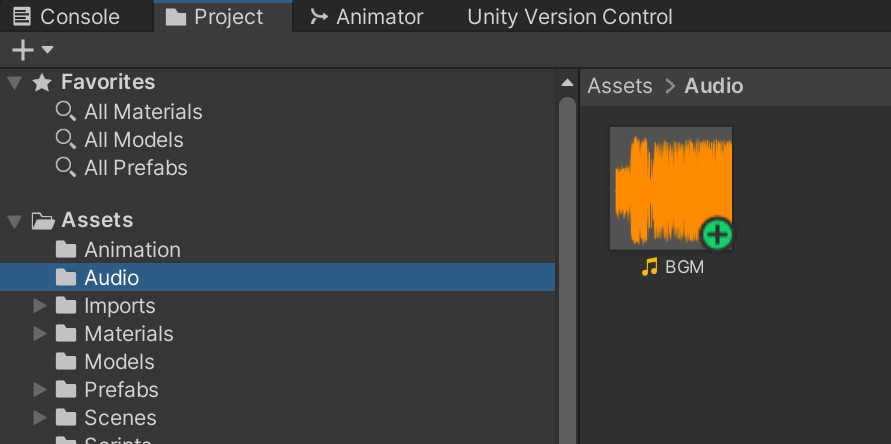 Console Project Animator Unity Version Control
Favorites
All Materials
All Models
All Prefabs
Assets
Animation
Audio
Imports
Materials
Models
Prefabs
Scenes
Scripts
Assets > Audio
BGM